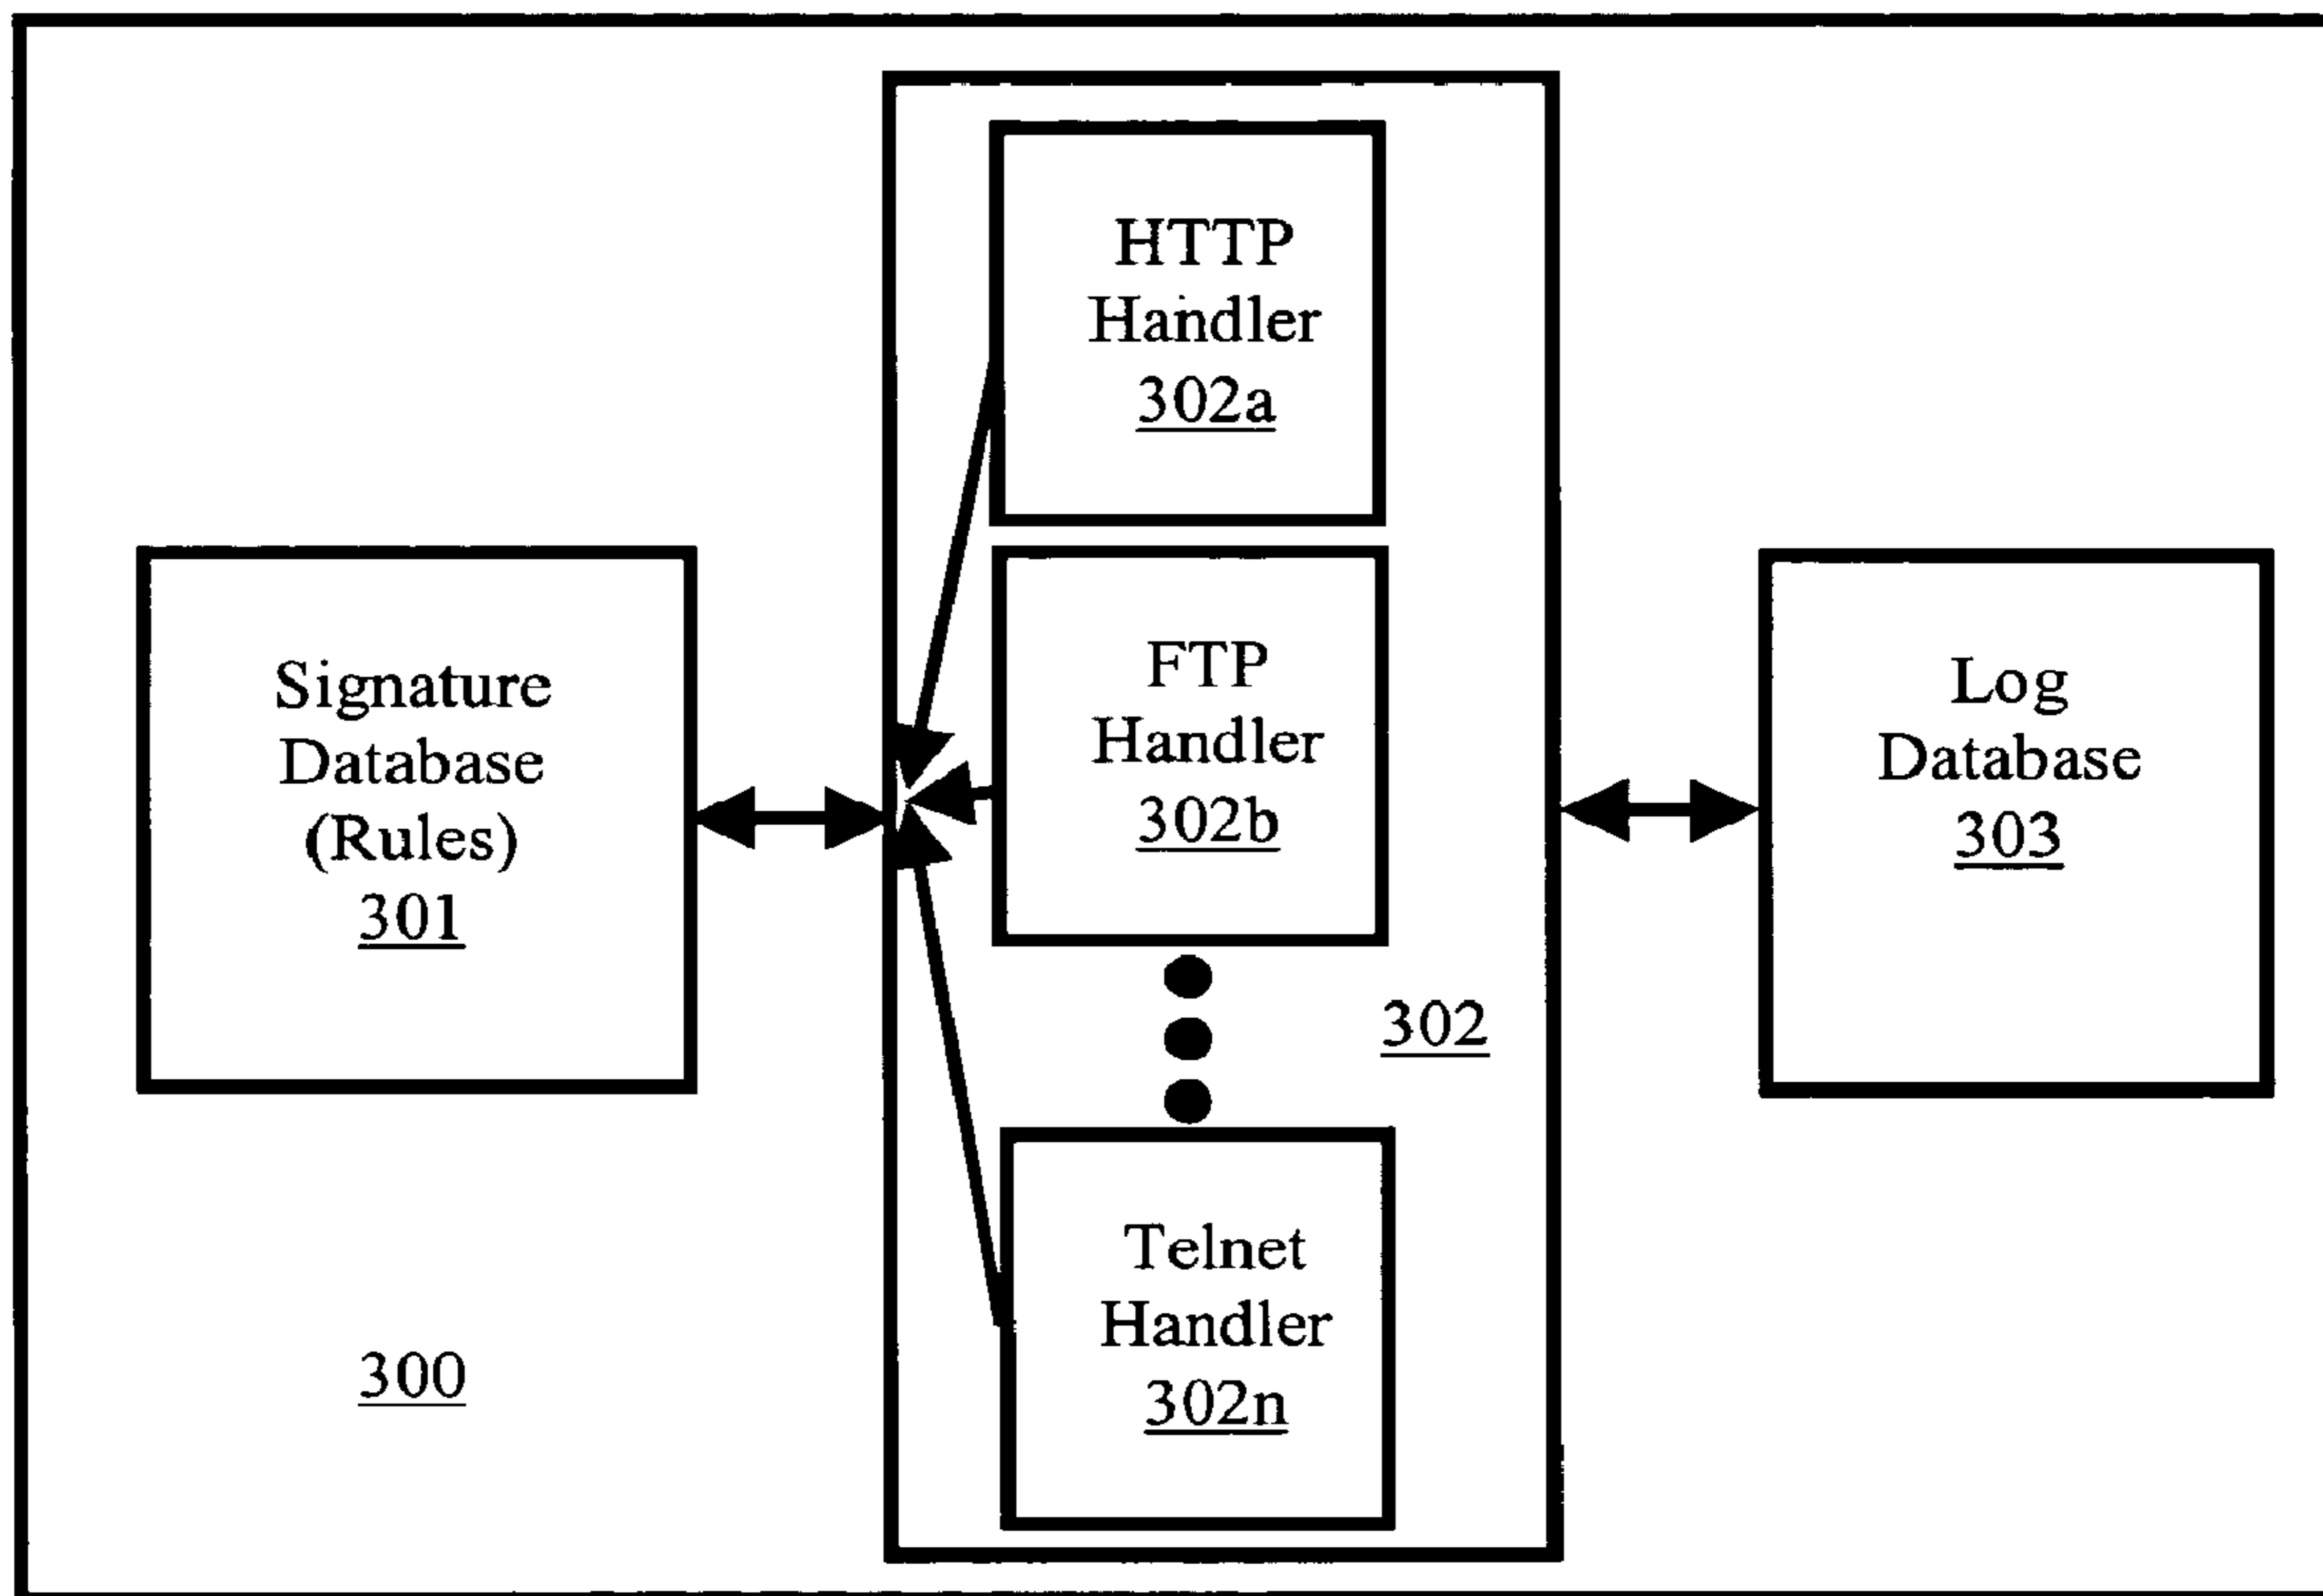 HTTP
Handler
302a
Signature
Database
(Rules)
301
FTP
Handler
302b
Log
Database
303
302
Telnet
Handler
302n
300